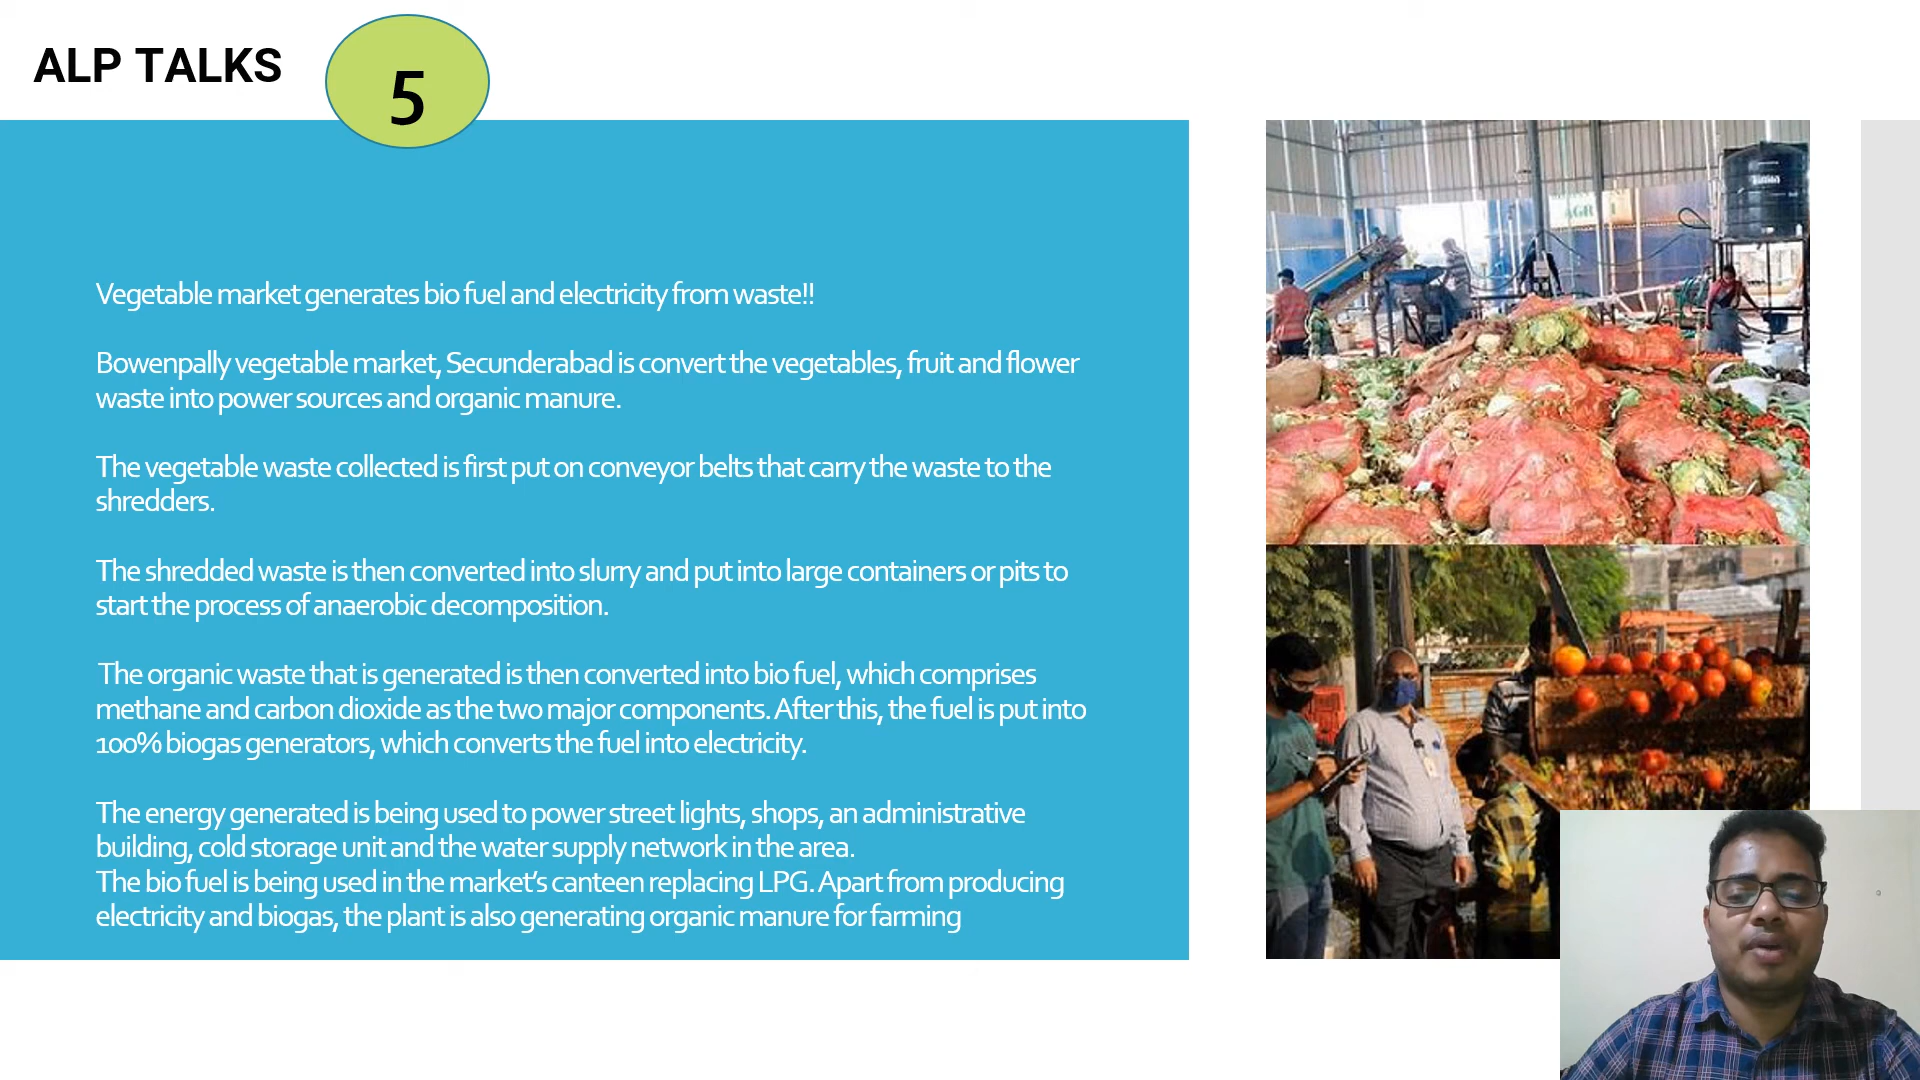 ALP TALKS
5
Vegetable market generates bio fuel and electricity from waste!!
Bowenpally vegetable market, Secunderabad is convert the vegetables, fruit and flower
waste into power sources and organic manure.
The vegetable waste collected is first put on conveyor belts that carry the waste to the
shredders.
The shredded waste is then converted into slurry and put into large containers or pits to
start the process of anaerobic decomposition.
The organic waste that is generated is then converted into bio fuel, which comprises
methane and carbon dioxide as the two major components. After this, the fuel is put into
100% biogas generators, which converts the fuel into electricity.
The energy generated is being used to power street lights, shops, an administrative
building, cold storage unit and the water supply network in the area.
The bio fuel is being used in the market’s canteen replacing LPG. Apart from producing
electricity and biogas, the plant is also generating organic manure for farming